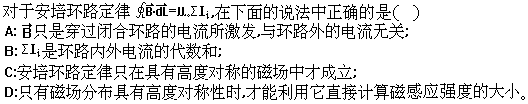 对于安培环路定律 ∮B·dL=μ₀ΣIᵢ,在下面的说法中正确的是( )
A: B只是穿过闭合环路的电流所激发,与环路外的电流无关;
B: ΣIᵢ是环路内外电流的代数和;
C:安培环路定律只在具有高度对称的磁场中才成立;
D:只有磁场分布具有高度对称性时,才能利用它直接计算磁感应强度的大小。